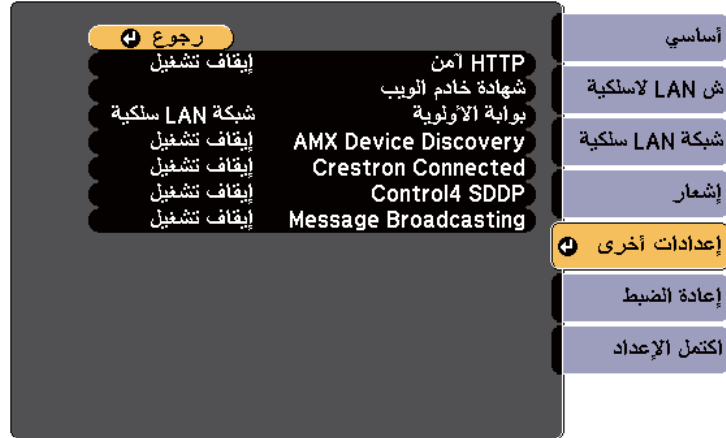 أساسي
ش LAN لاسلكية
شبكة LAN سلكية
إشعار
إعدادات أخرى
إعادة الضبط
اكتمل الإعداد
رجوع
HTTP آمن إيقاف تشغيل
شهادة خادم الويب
بوابة الأولوية شبكة LAN سلكية
AMX Device Discovery إيقاف تشغيل
Crestron Connected إيقاف تشغيل
Control4 SDDP إيقاف تشغيل
Message Broadcasting إيقاف تشغيل